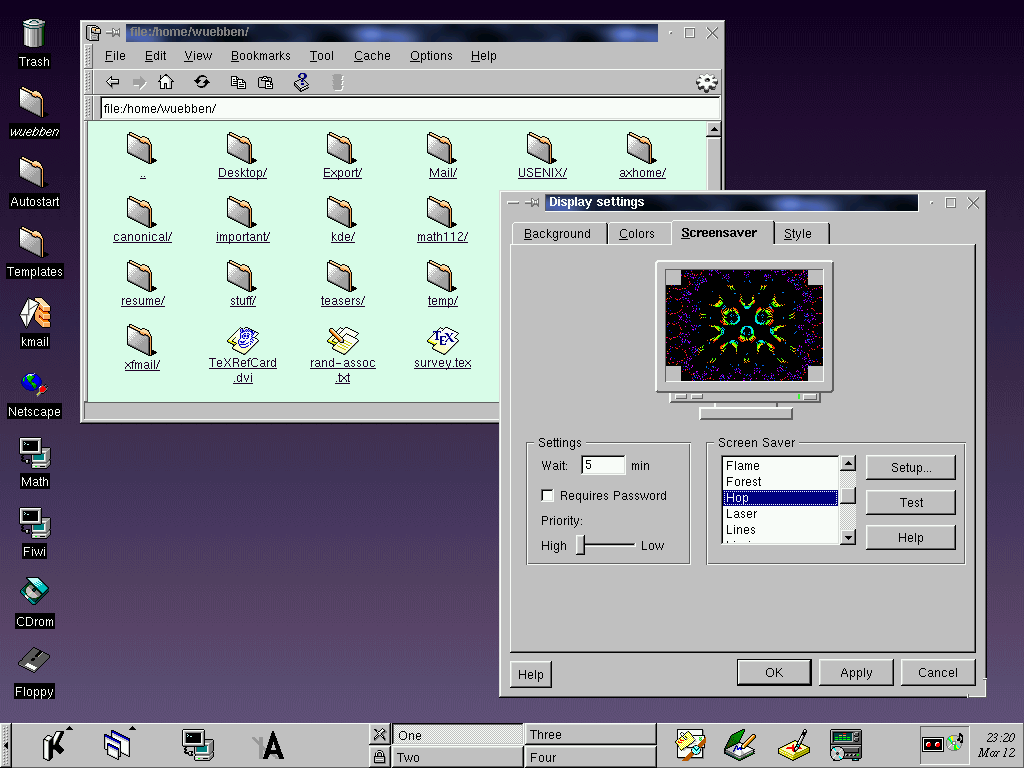 Trash
wuebben
Autostart
Templates
kmail
Netscape
Math
Fiwi
CDrom
Floppy
file:/home/wuebben/
File Edit View Bookmarks Tool Cache Options Help
file:/home/wuebben/
.. Desktop/ Export/ Mail/ USENIX/ axhome/
canonical/ important/ kde/ math112/
resume/ stuff/ teasers/ temp/
xfmail/ TeXRefCard rand-assoc survey.tex
.dvi .txt
Display settings
Background Colors Screensaver Style
Settings
Wait: 5 min
Requires Password
Priority:
High Low
Screen Saver
Flame
Forest
Hop
Laser
Lines
Setup...
Test
Help
Help OK Apply Cancel
One Three
Two Four
23:20
Mar 12